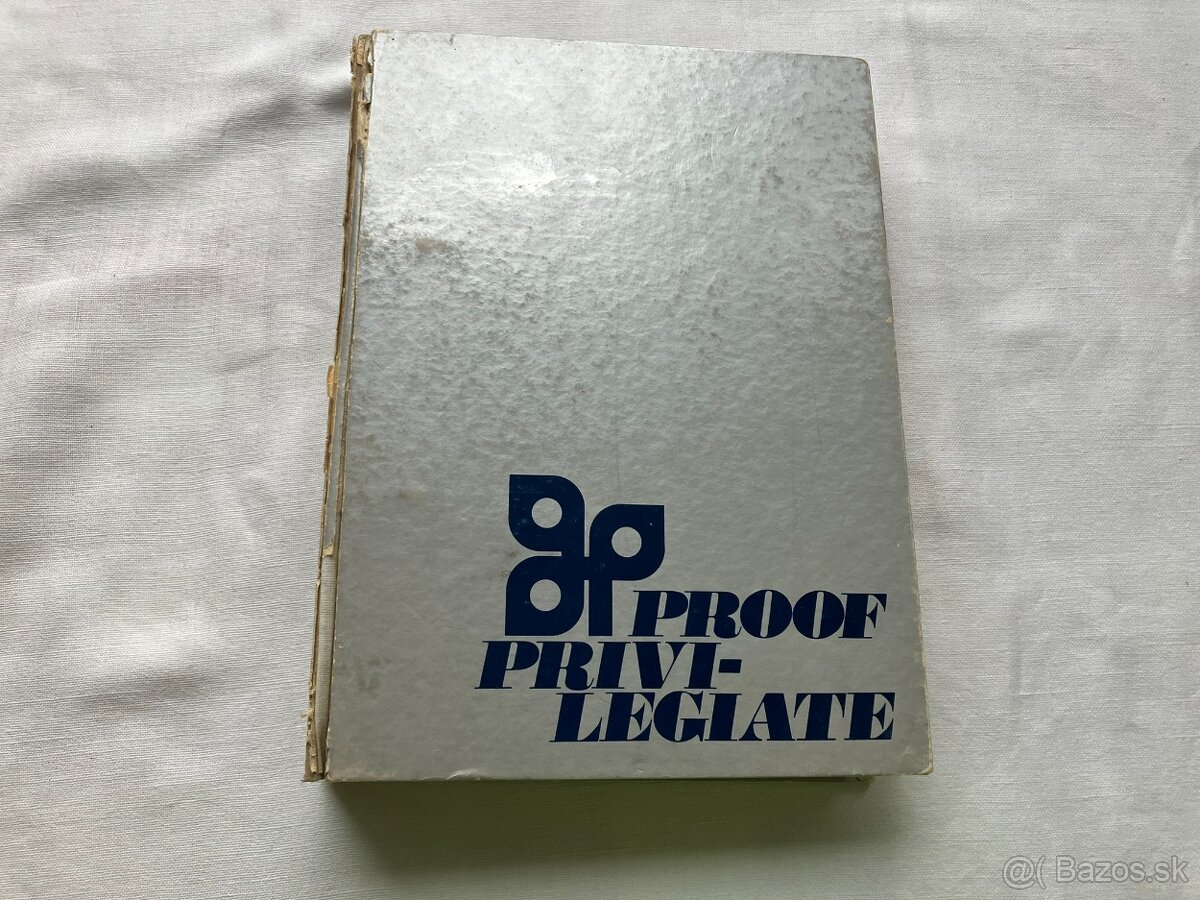 PROOF
PRIVI-
LEGIATE
@( Bazos.sk